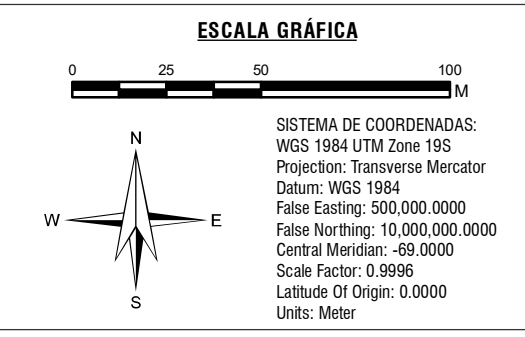 ESCALA GRÁFICA
0 25 50 100
M
N
W E
S
SISTEMA DE COORDENADAS:
WGS 1984 UTM Zone 19S
Projection: Transverse Mercator
Datum: WGS 1984
False Easting: 500,000.0000
False Northing: 10,000,000.0000
Central Meridian: -69.0000
Scale Factor: 0.9996
Latitude Of Origin: 0.0000
Units: Meter